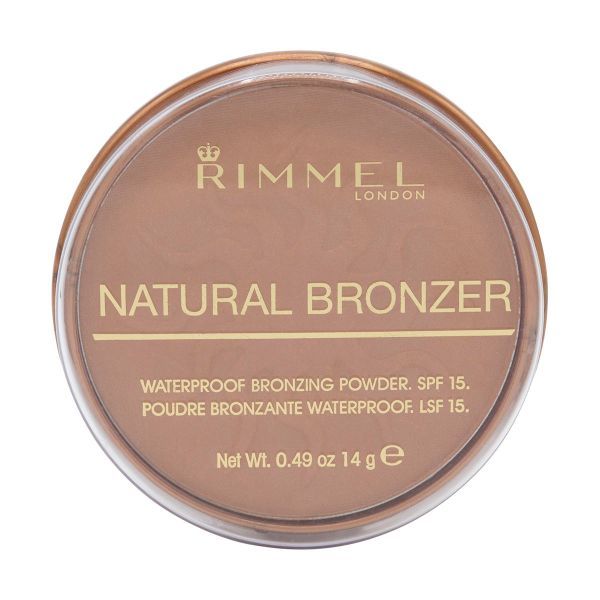 RIMMEL
LONDON
NATURAL BRONZER
WATERPROOF BRONZING POWDER. SPF 15.
POUDRE BRONZANTE WATERPROOF. LSF 15.
Net Wt. 0.49 oz 14 g ℮